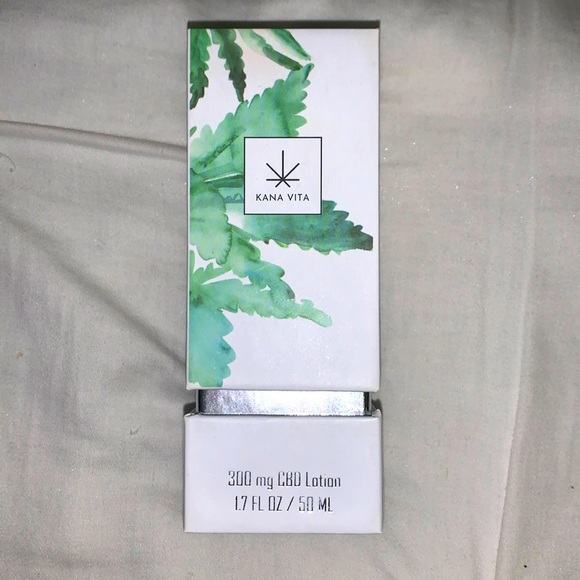 KANA VITA
300 mg CBD Lotion
1.7 FL OZ / 50 ML